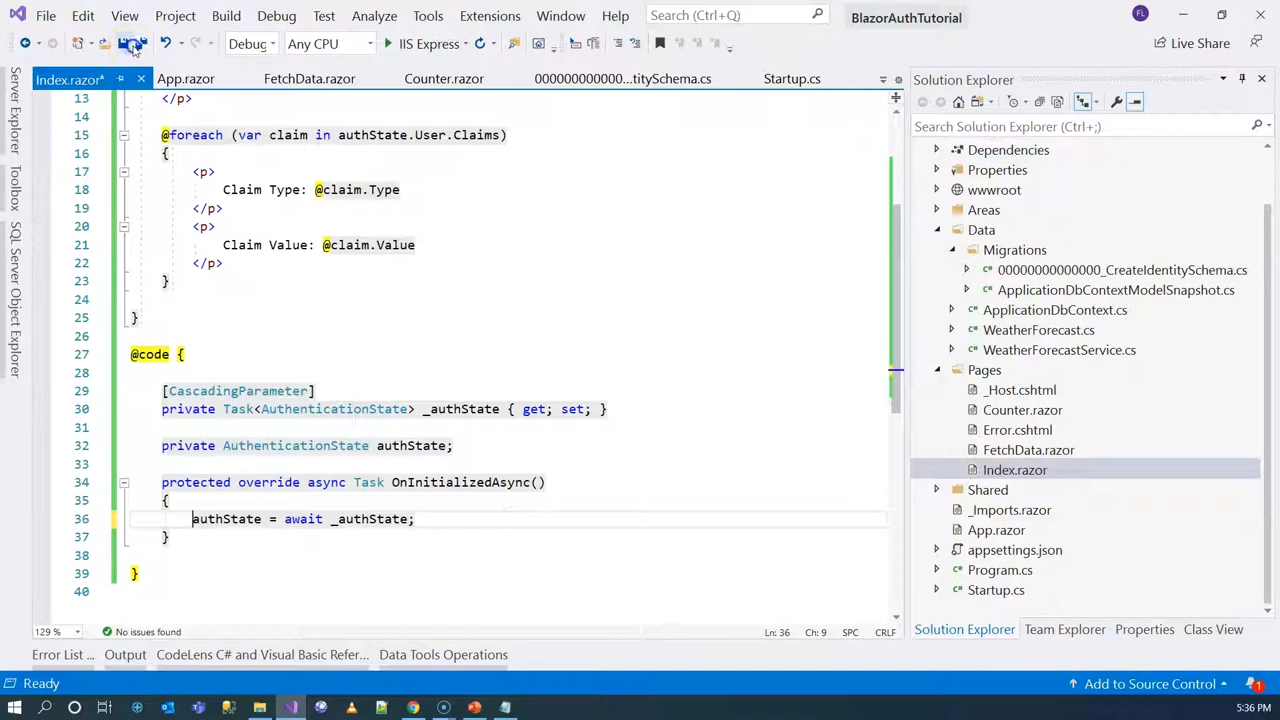 File Edit View Project Build Debug Test Analyze Tools Extensions Window Help Search (Ctrl+Q) BlazorAuthTutorial FL
Debug Any CPU IIS Express Live Share
Index.razor* App.razor FetchData.razor Counter.razor 000000000000...titySchema.cs Startup.cs
Server Explorer
Toolbox
SQL Server Object Explorer
13 </p>
14
15 @foreach (var claim in authState.User.Claims)
16 {
17 <p>
18 Claim Type: @claim.Type
19 </p>
20 <p>
21 Claim Value: @claim.Value
22 </p>
23 }
24
25 }
26
27 @code {
28
29 [CascadingParameter]
30 private Task<AuthenticationState> _authState { get; set; }
31
32 private AuthenticationState authState;
33
34 protected override async Task OnInitializedAsync()
35 {
36 authState = await _authState;
37 }
38
39 }
40
129 % No issues found Ln: 36 Ch: 9 SPC CRLF
Solution Explorer
Search Solution Explorer (Ctrl+;)
Dependencies
Properties
wwwroot
Areas
Data
Migrations
00000000000000_CreateIdentitySchema.cs
ApplicationDbContextModelSnapshot.cs
ApplicationDbContext.cs
WeatherForecast.cs
WeatherForecastService.cs
Pages
_Host.cshtml
Counter.razor
Error.cshtml
FetchData.razor
Index.razor
Shared
_Imports.razor
App.razor
appsettings.json
Program.cs
Startup.cs
Solution Explorer Team Explorer Properties Class View
Error List ... Output CodeLens C# and Visual Basic Refer... Data Tools Operations
Ready Add to Source Control 1
5:36 PM